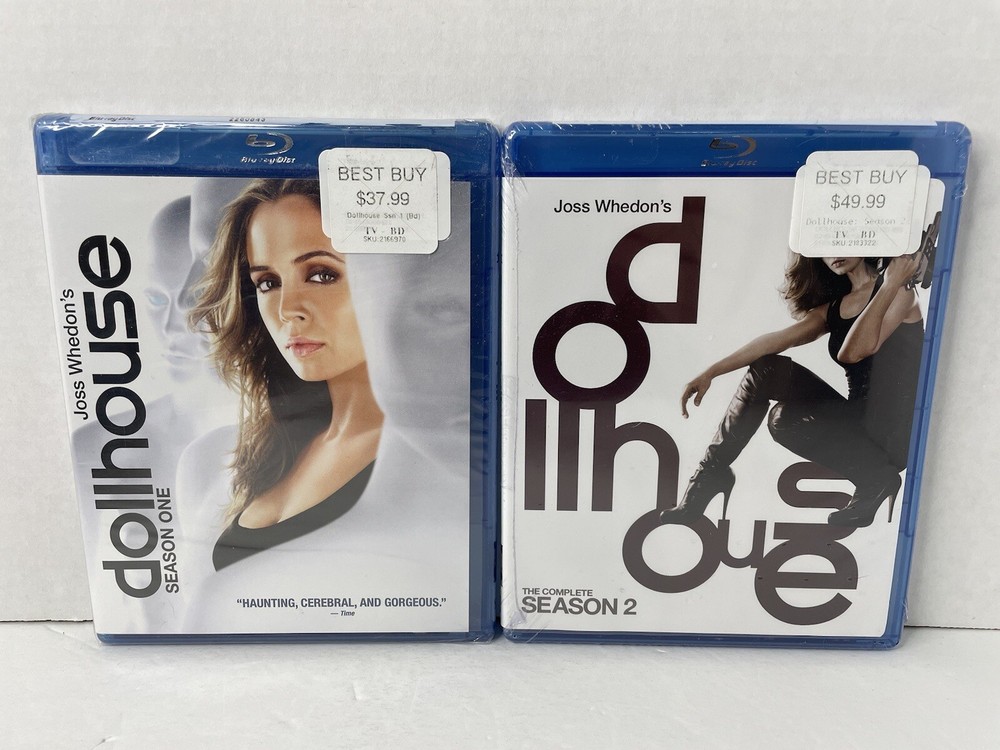 Blu-ray Disc
BEST BUY
$37.99
Dollhouse Ssn 1 (Bd)
TV - BD
SKU:2166970
Joss Whedon's
dollhouse
SEASON ONE
"HAUNTING, CEREBRAL, AND GORGEOUS."
— Time
Blu-ray Disc
BEST BUY
$49.99
Dollhouse: Season 2
TV BD
Joss Whedon's
dollhouse
THE COMPLETE
SEASON 2